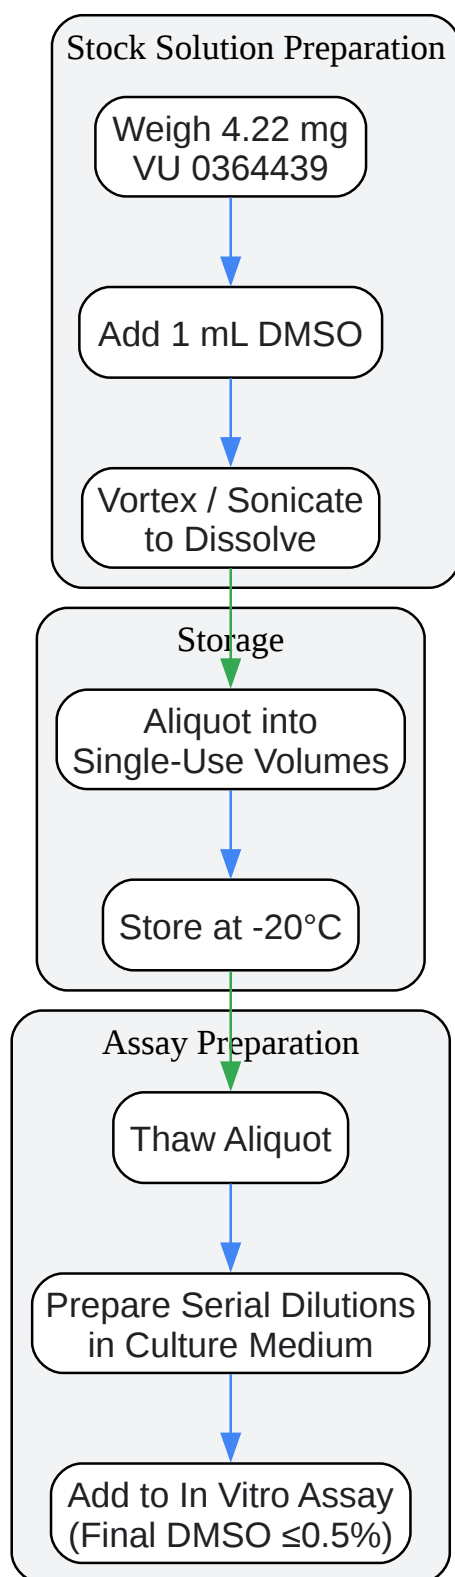 Stock Solution Preparation
Weigh 4.22 mg
VU 0364439
Add 1 mL DMSO
Vortex / Sonicate
to Dissolve
Storage
Aliquot into
Single-Use Volumes
Store at -20°C
Assay Preparation
Thaw Aliquot
Prepare Serial Dilutions
in Culture Medium
Add to In Vitro Assay
(Final DMSO ≤0.5%)